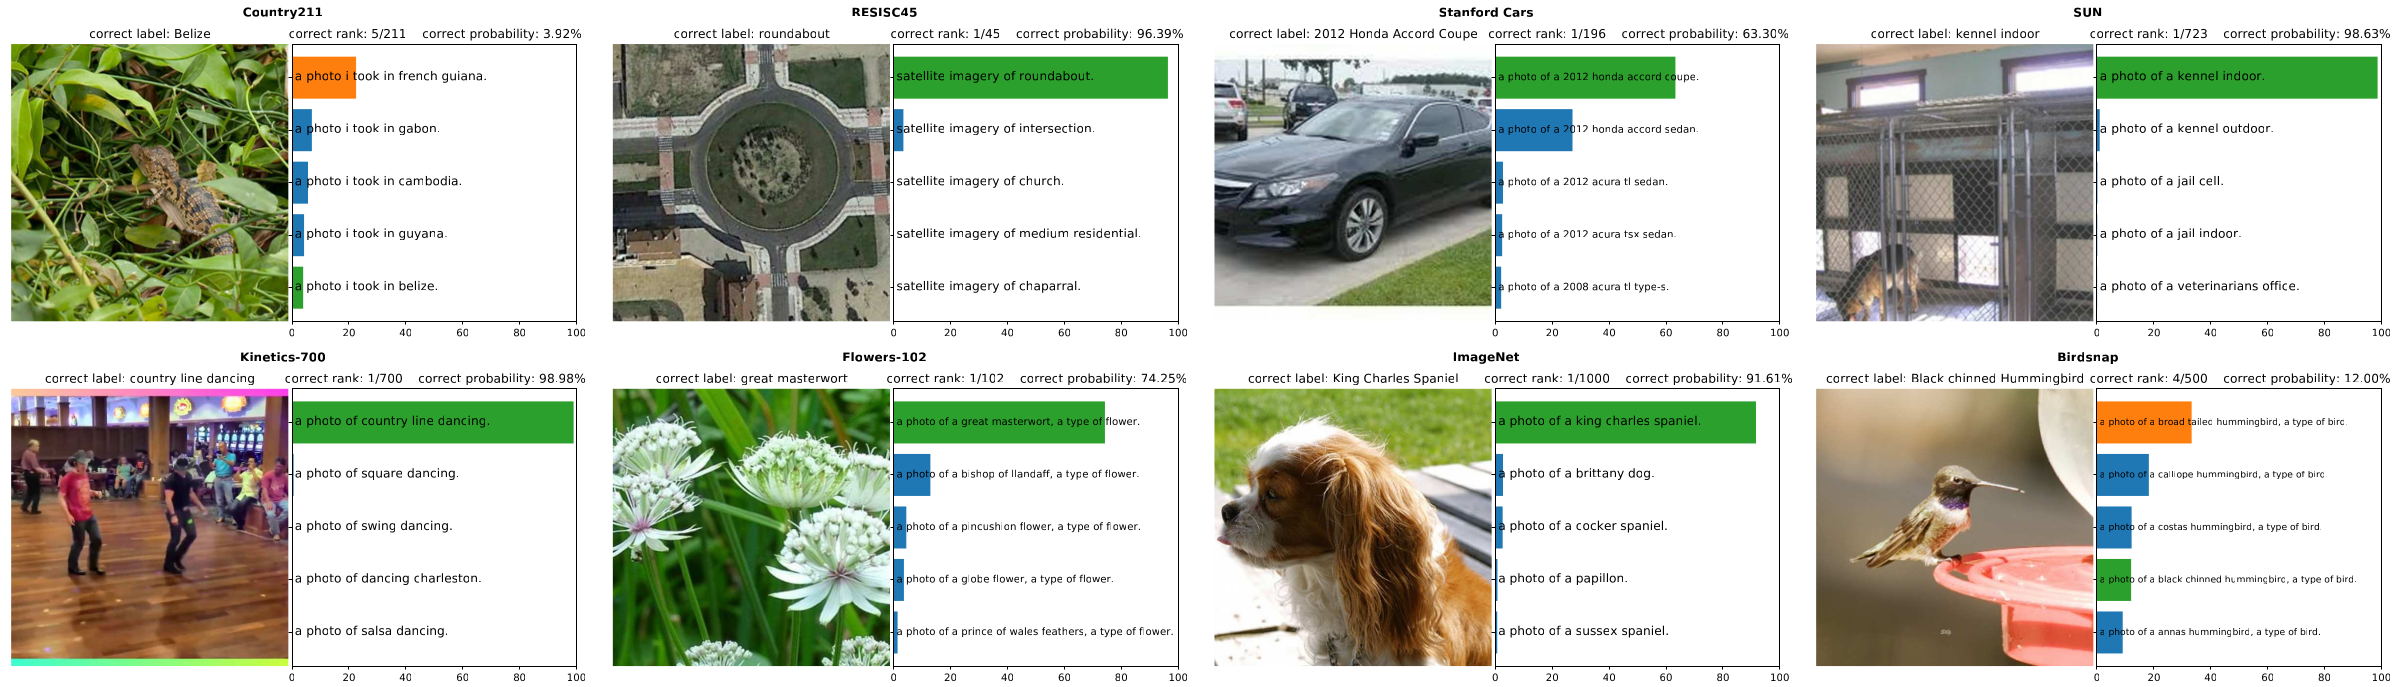 Country211
correct label: Belize correct rank: 5/211 correct probability: 3.92%
a photo i took in french guiana.
a photo i took in gabon.
a photo i took in cambodia.
a photo i took in guyana.
a photo i took in belize.
0 20 40 60 80 100
RESISC45
correct label: roundabout correct rank: 1/45 correct probability: 96.39%
satellite imagery of roundabout.
satellite imagery of intersection.
satellite imagery of church.
satellite imagery of medium residential.
satellite imagery of chaparral.
0 20 40 60 80 100
Stanford Cars
correct label: 2012 Honda Accord Coupe correct rank: 1/196 correct probability: 63.30%
a photo of a 2012 honda accord coupe.
a photo of a 2012 honda accord sedan.
a photo of a 2012 acura tl sedan.
a photo of a 2012 acura tsx sedan.
a photo of a 2008 acura tl type-s.
0 20 40 60 80 100
SUN
correct label: kennel indoor correct rank: 1/723 correct probability: 98.63%
a photo of a kennel indoor.
a photo of a kennel outdoor.
a photo of a jail cell.
a photo of a jail indoor.
a photo of a veterinarians office.
0 20 40 60 80 100
Kinetics-700
correct label: country line dancing correct rank: 1/700 correct probability: 98.98%
a photo of country line dancing.
a photo of square dancing.
a photo of swing dancing.
a photo of dancing charleston.
a photo of salsa dancing.
0 20 40 60 80 100
Flowers-102
correct label: great masterwort correct rank: 1/102 correct probability: 74.25%
a photo of a great masterwort, a type of flower.
a photo of a bishop of llandaff, a type of flower.
a photo of a pincushion flower, a type of flower.
a photo of a globe flower, a type of flower.
a photo of a prince of wales feathers, a type of flower.
0 20 40 60 80 100
ImageNet
correct label: King Charles Spaniel correct rank: 1/1000 correct probability: 91.61%
a photo of a king charles spaniel.
a photo of a brittany dog.
a photo of a cocker spaniel.
a photo of a papillon.
a photo of a sussex spaniel.
0 20 40 60 80 100
Birdsnap
correct label: Black chinned Hummingbird correct rank: 4/500 correct probability: 12.00%
a photo of a broad tailed hummingbird, a type of bird.
a photo of a calliope hummingbird, a type of bird.
a photo of a costas hummingbird, a type of bird.
a photo of a black chinned hummingbird, a type of bird.
a photo of a annas hummingbird, a type of bird.
0 20 40 60 80 100